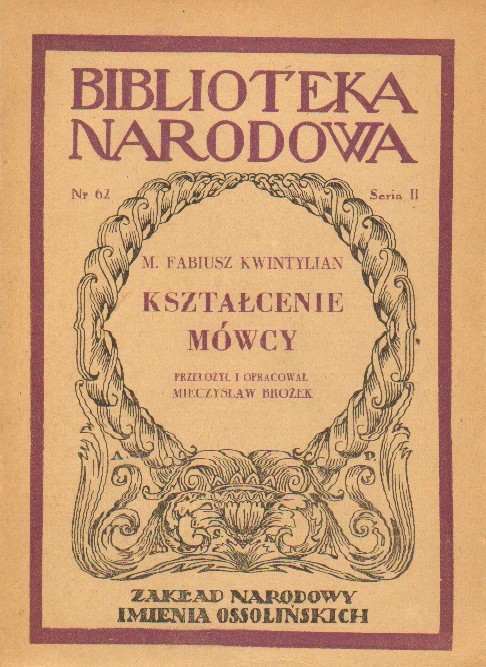 BIBLIOTEKA
NARODOWA
Nr 62 Seria II
M. FABIUSZ KWINTYLIAN
KSZTAŁCENIE
MÓWCY
PRZEŁOŻYŁ I OPRACOWAŁ
MIECZYSŁAW BROŻEK
A B
ZAKŁAD NARODOWY
IMIENIA OSSOLIŃSKICH